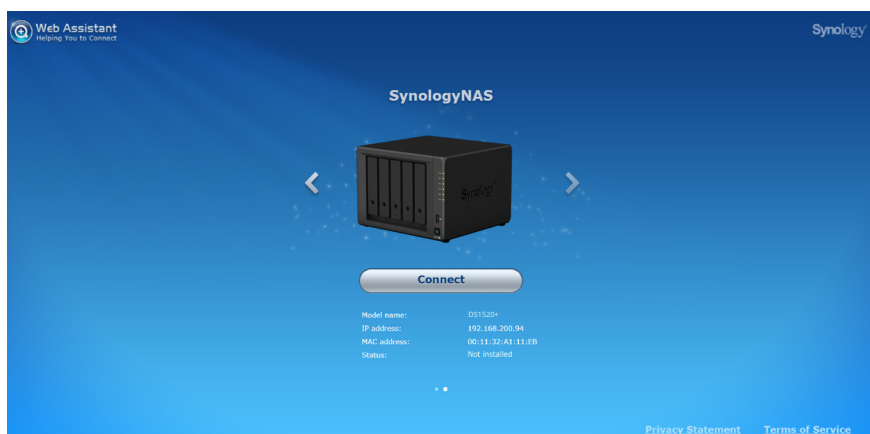 Web Assistant
Helping You to Connect
Synology
SynologyNAS
Synology
Connect
Model name: DS1520+
IP address: 192.168.200.94
MAC address: 00:11:32:A1:11:EB
Status: Not installed
Privacy Statement Terms of Service